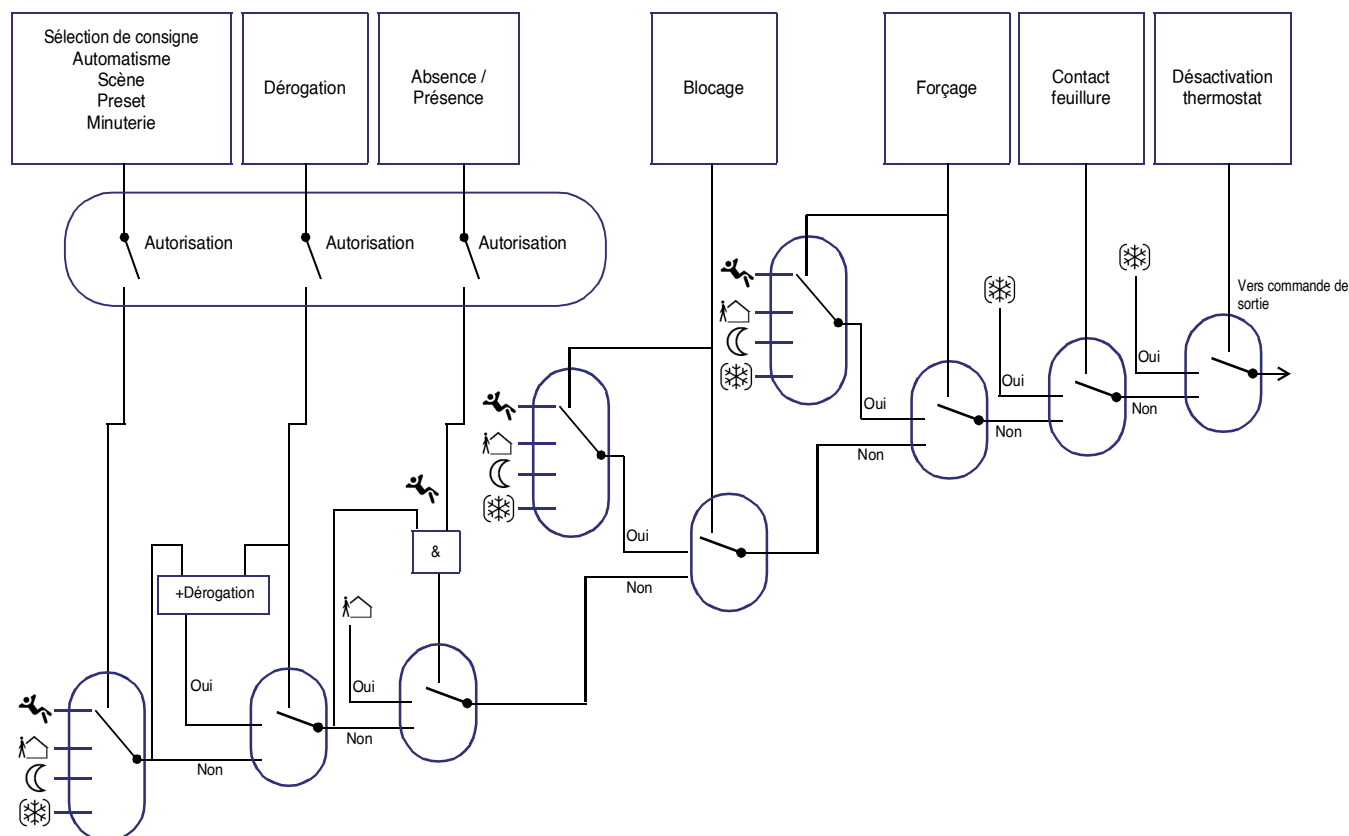 Sélection de consigne
Automatisme
Scène
Preset
Minuterie
Dérogation
Absence /
Présence
Blocage
Forçage
Contact
feuillure
Désactivation
thermostat
Autorisation
Autorisation
Autorisation
Vers commande de
sortie
Oui
Non
Oui
Non
Oui
Non
Oui
Non
&
+Dérogation
Oui
Non
Oui
Non